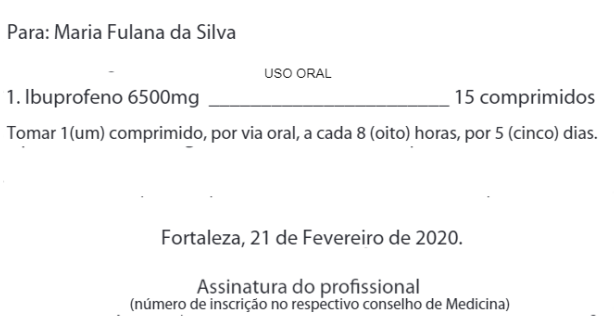 Para: Maria Fulana da Silva
USO ORAL
1. Ibuprofeno 6500mg _______________________ 15 comprimidos
Tomar 1(um) comprimido, por via oral, a cada 8 (oito) horas, por 5 (cinco) dias.
Fortaleza, 21 de Fevereiro de 2020.
Assinatura do profissional
(número de inscrição no respectivo conselho de Medicina)